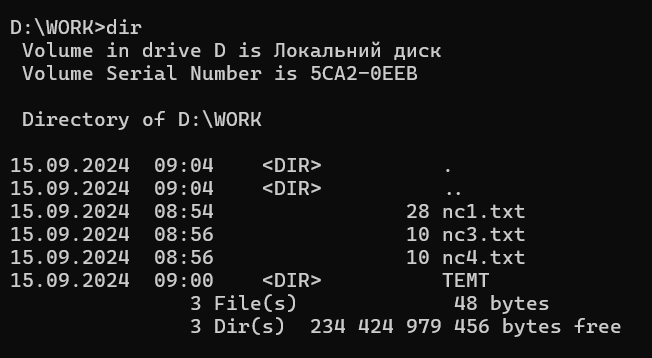 D:\WORK>dir
 Volume in drive D is Локальний диск
 Volume Serial Number is 5CA2-0EEB
 Directory of D:\WORK
15.09.2024  09:04    <DIR>          .
15.09.2024  09:04    <DIR>          ..
15.09.2024  08:54                28 nc1.txt
15.09.2024  08:56                10 nc3.txt
15.09.2024  08:56                10 nc4.txt
15.09.2024  09:00    <DIR>          TEMT
               3 File(s)             48 bytes
               3 Dir(s)  234 424 979 456 bytes free